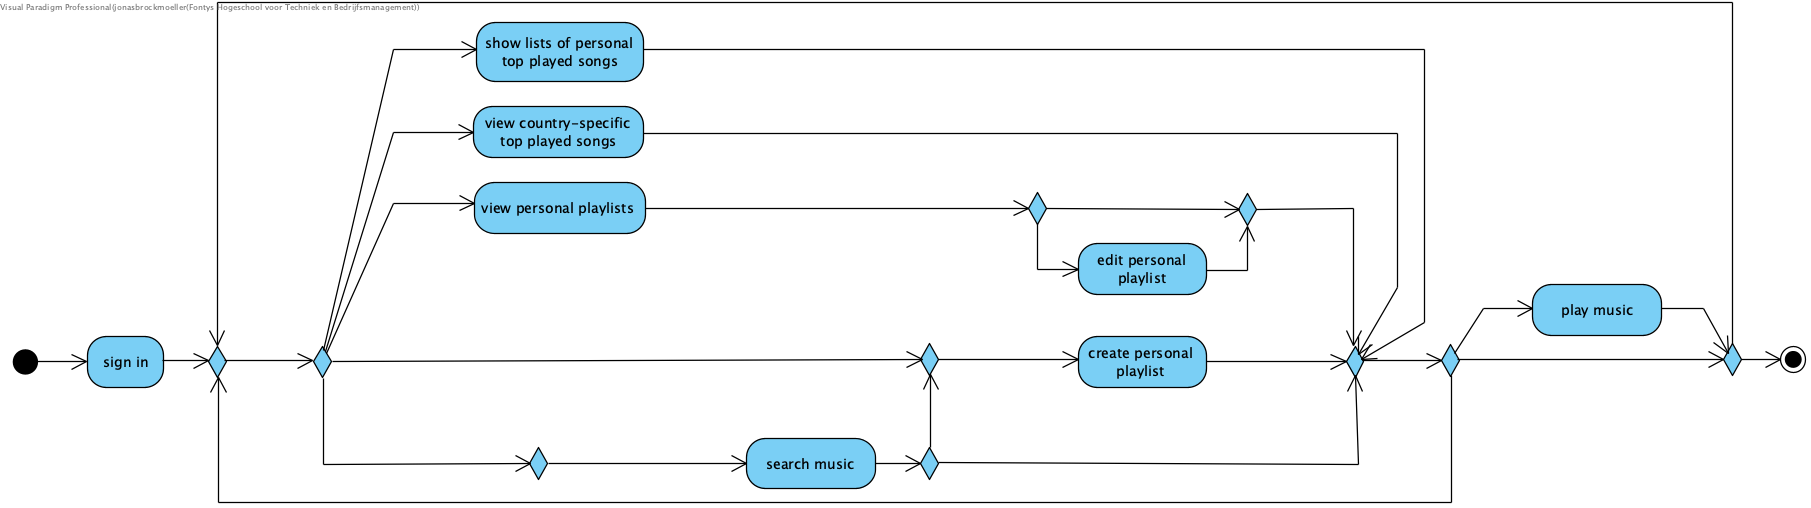 Visual Paradigm Professional(jonasbrockmoeller(Fontys Hogeschool voor Techniek en Bedrijfsmanagement))
show lists of personal
top played songs
view country-specific
top played songs
view personal playlists
edit personal
playlist
play music
sign in
create personal
playlist
search music